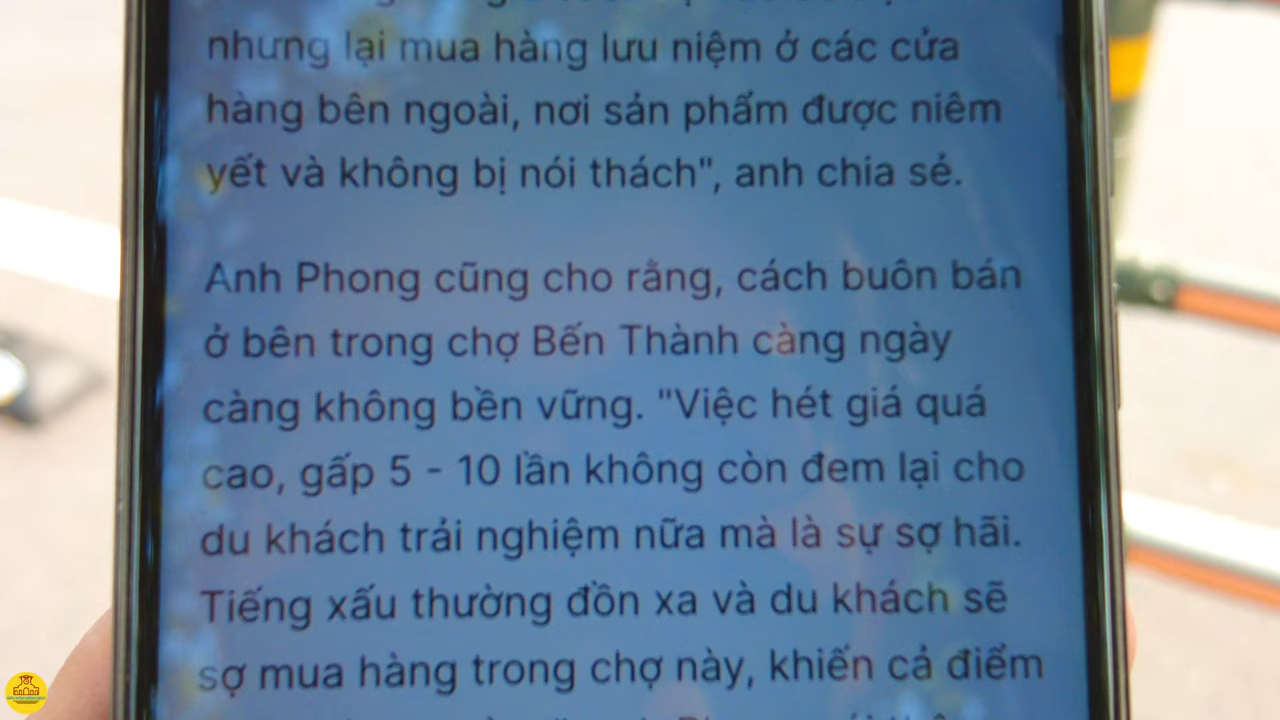 nhưng lại mua hàng lưu niệm ở các cửa
hàng bên ngoài, nơi sản phẩm được niêm
yết và không bị nói thách", anh chia sẻ.
Anh Phong cũng cho rằng, cách buôn bán
ở bên trong chợ Bến Thành càng ngày
càng không bền vững. "Việc hét giá quá
cao, gấp 5 - 10 lần không còn đem lại cho
du khách trải nghiệm nữa mà là sự sợ hãi.
Tiếng xấu thường đồn xa và du khách sẽ
sợ mua hàng trong chợ này, khiến cả điểm